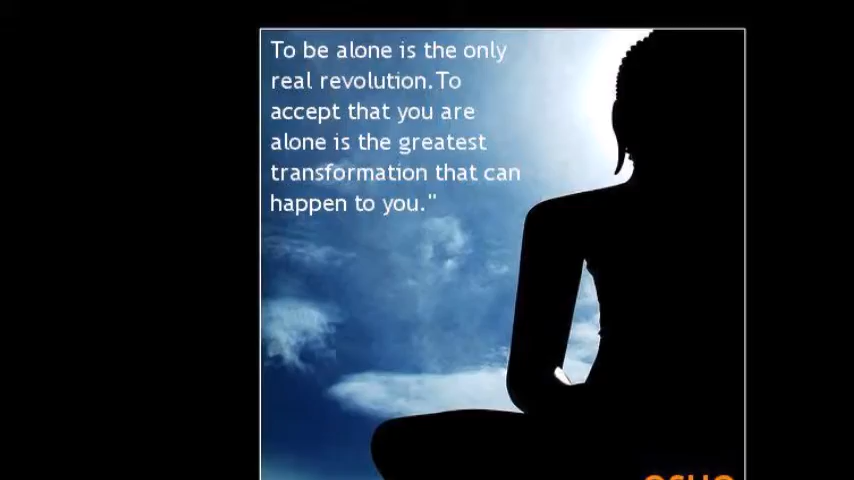 To be alone is the only
real revolution.To
accept that you are
alone is the greatest
transformation that can
happen to you."